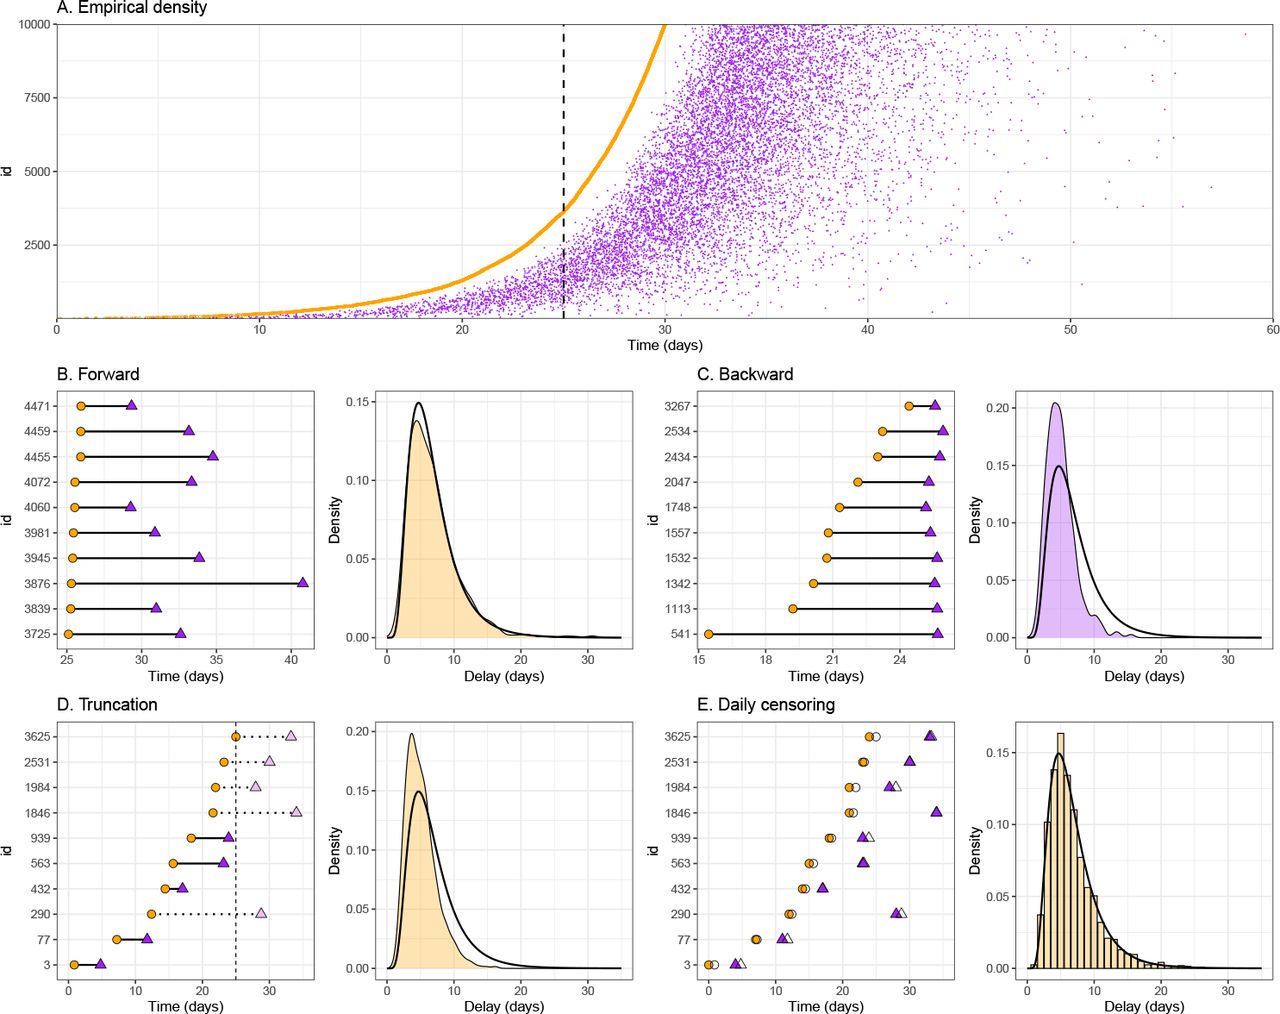 A. Empirical density
10000
7500
5000
2500
id
0 10 20 30 40 50 60
Time (days)
B. Forward
4471
4459
4455
4072
4060
3981
3945
3876
3839
3725
id
25 30 35 40
Time (days)
0.15
0.10
0.05
0.00
Density
0 10 20 30
Delay (days)
C. Backward
3267
2534
2434
2047
1748
1557
1532
1342
1113
541
id
15 18 21 24
Time (days)
0.20
0.15
0.10
0.05
0.00
Density
0 10 20 30
Delay (days)
D. Truncation
3625
2531
1984
1846
939
563
432
290
77
3
id
0 10 20 30
Time (days)
0.20
0.15
0.10
0.05
0.00
Density
0 10 20 30
Delay (days)
E. Daily censoring
3625
2531
1984
1846
939
563
432
290
77
3
id
0 10 20 30
Time (days)
0.15
0.10
0.05
0.00
Density
0 10 20 30
Delay (days)